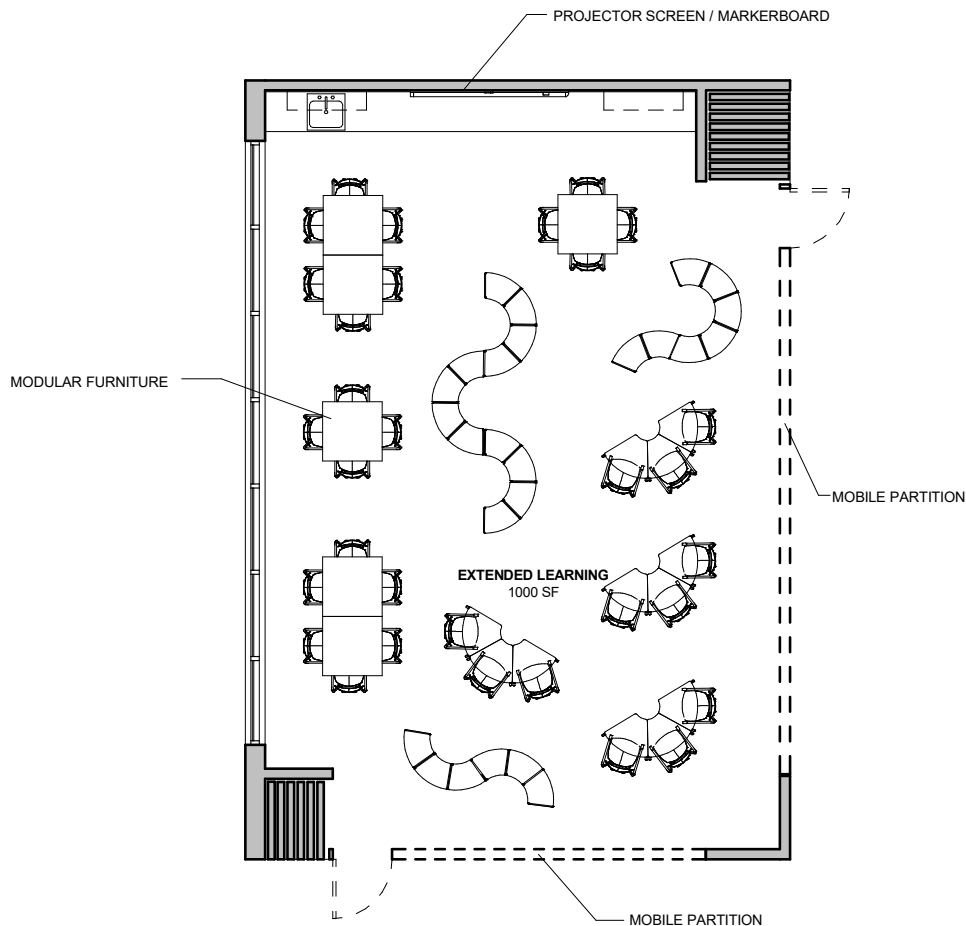 PROJECTOR SCREEN / MARKERBOARD
MODULAR FURNITURE
MOBILE PARTITION
EXTENDED LEARNING
1000 SF
MOBILE PARTITION